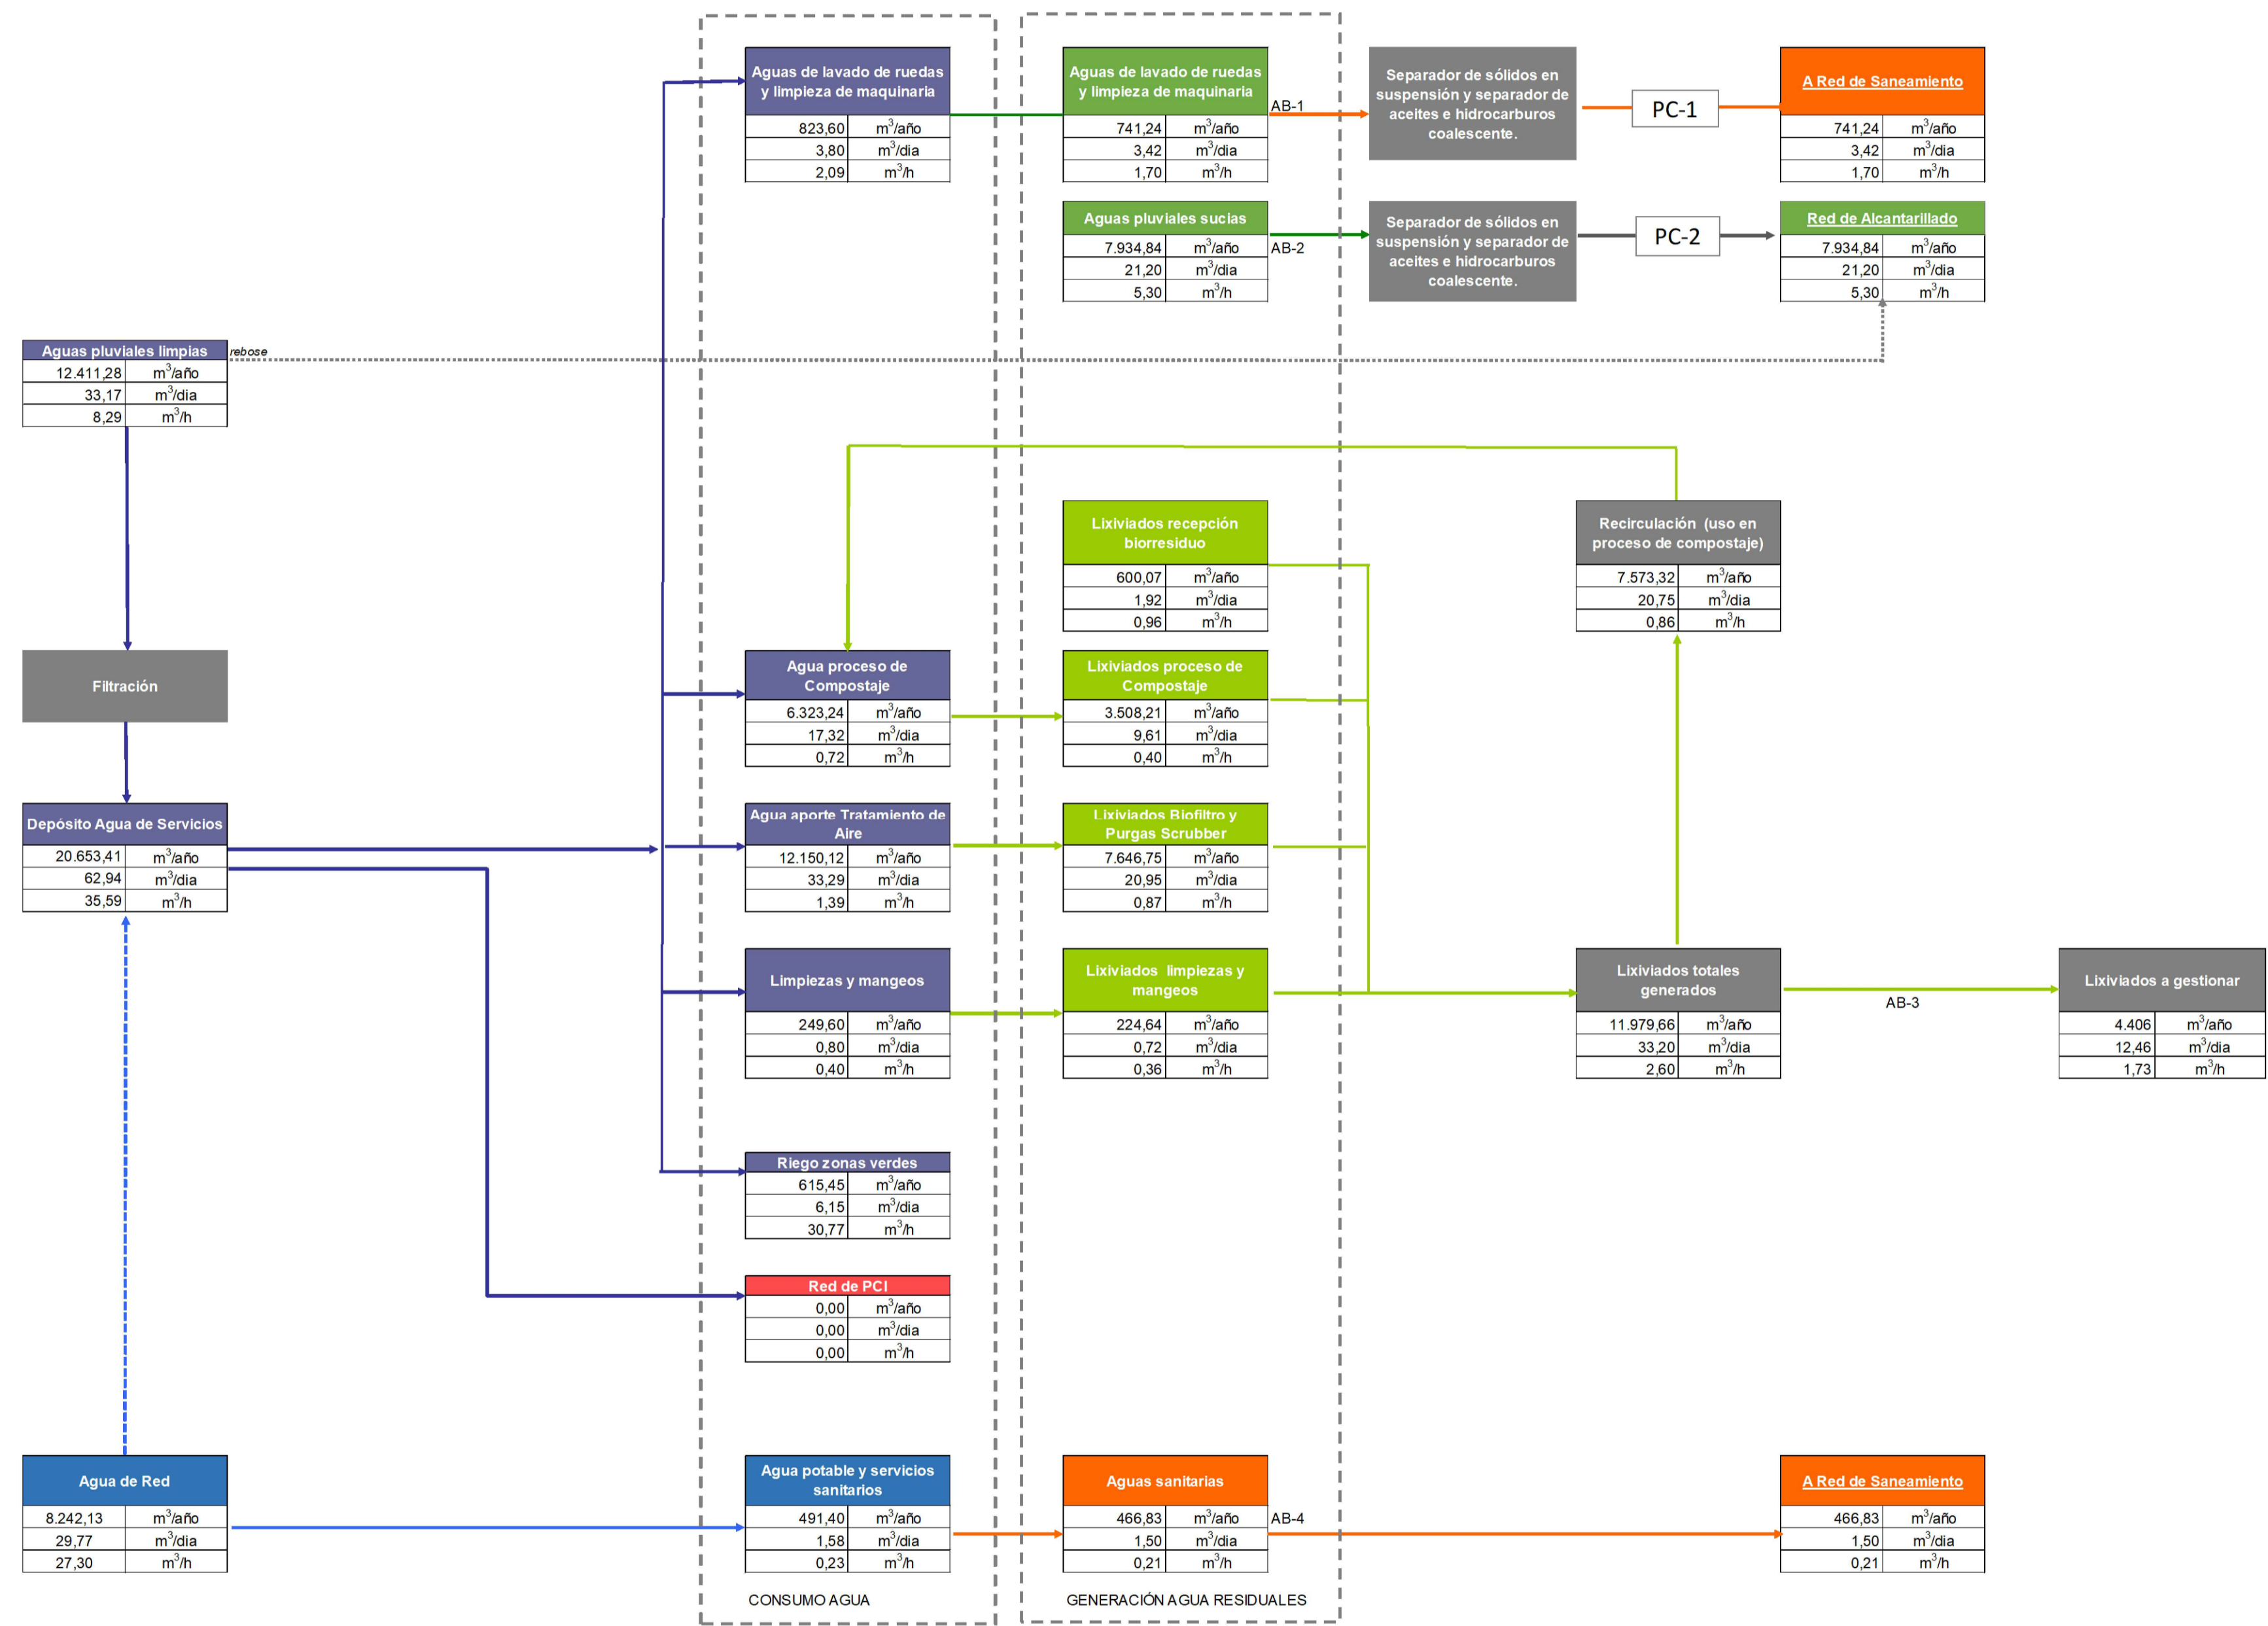 Aguas de lavado de ruedas
y limpieza de maquinaria
823,60 m³/año
3,80 m³/dia
2,09 m³/h
Aguas de lavado de ruedas
y limpieza de maquinaria
741,24 m³/año
3,42 m³/dia
1,70 m³/h
AB-1
Separador de sólidos en
suspensión y separador de
aceites e hidrocarburos
coalescente.
PC-1
A Red de Saneamiento
741,24 m³/año
3,42 m³/dia
1,70 m³/h
Aguas pluviales sucias
7.934,84 m³/año
21,20 m³/dia
5,30 m³/h
AB-2
Separador de sólidos en
suspensión y separador de
aceites e hidrocarburos
coalescente.
PC-2
Red de Alcantarillado
7.934,84 m³/año
21,20 m³/dia
5,30 m³/h
Aguas pluviales limpias
12.411,28 m³/año
33,17 m³/dia
8,29 m³/h
rebose
Lixiviados recepción
biorresiduo
600,07 m³/año
1,92 m³/dia
0,96 m³/h
Recirculación (uso en
proceso de compostaje)
7.573,32 m³/año
20,75 m³/dia
0,86 m³/h
Filtración
Agua proceso de
Compostaje
6.323,24 m³/año
17,32 m³/dia
0,72 m³/h
Lixiviados proceso de
Compostaje
3.508,21 m³/año
9,61 m³/dia
0,40 m³/h
Depósito Agua de Servicios
20.653,41 m³/año
62,94 m³/dia
35,59 m³/h
Agua aporte Tratamiento de
Aire
12.150,12 m³/año
33,29 m³/dia
1,39 m³/h
Lixiviados Biofiltro y
Purgas Scrubber
7.646,75 m³/año
20,95 m³/dia
0,87 m³/h
Limpiezas y mangeos
249,60 m³/año
0,80 m³/dia
0,40 m³/h
Lixiviados limpiezas y
mangeos
224,64 m³/año
0,72 m³/dia
0,36 m³/h
Lixiviados totales
generados
11.979,66 m³/año
33,20 m³/dia
2,60 m³/h
AB-3
Lixiviados a gestionar
4.406 m³/año
12,46 m³/dia
1,73 m³/h
Riego zonas verdes
615,45 m³/año
6,15 m³/dia
30,77 m³/h
Red de PCI
0,00 m³/año
0,00 m³/dia
0,00 m³/h
Agua de Red
8.242,13 m³/año
29,77 m³/dia
27,30 m³/h
Agua potable y servicios
sanitarios
491,40 m³/año
1,58 m³/dia
0,23 m³/h
Aguas sanitarias
466,83 m³/año
1,50 m³/dia
0,21 m³/h
AB-4
A Red de Saneamiento
466,83 m³/año
1,50 m³/dia
0,21 m³/h
CONSUMO AGUA
GENERACIÓN AGUA RESIDUALES